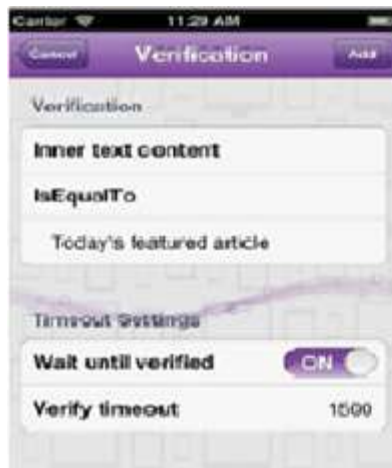 Carrier 11:29 AM
Cancel Verification Add
Verification
Inner text content
IsEqualTo
Today's featured article
Timeout Settings
Wait until verified ON
Verify timeout 1500